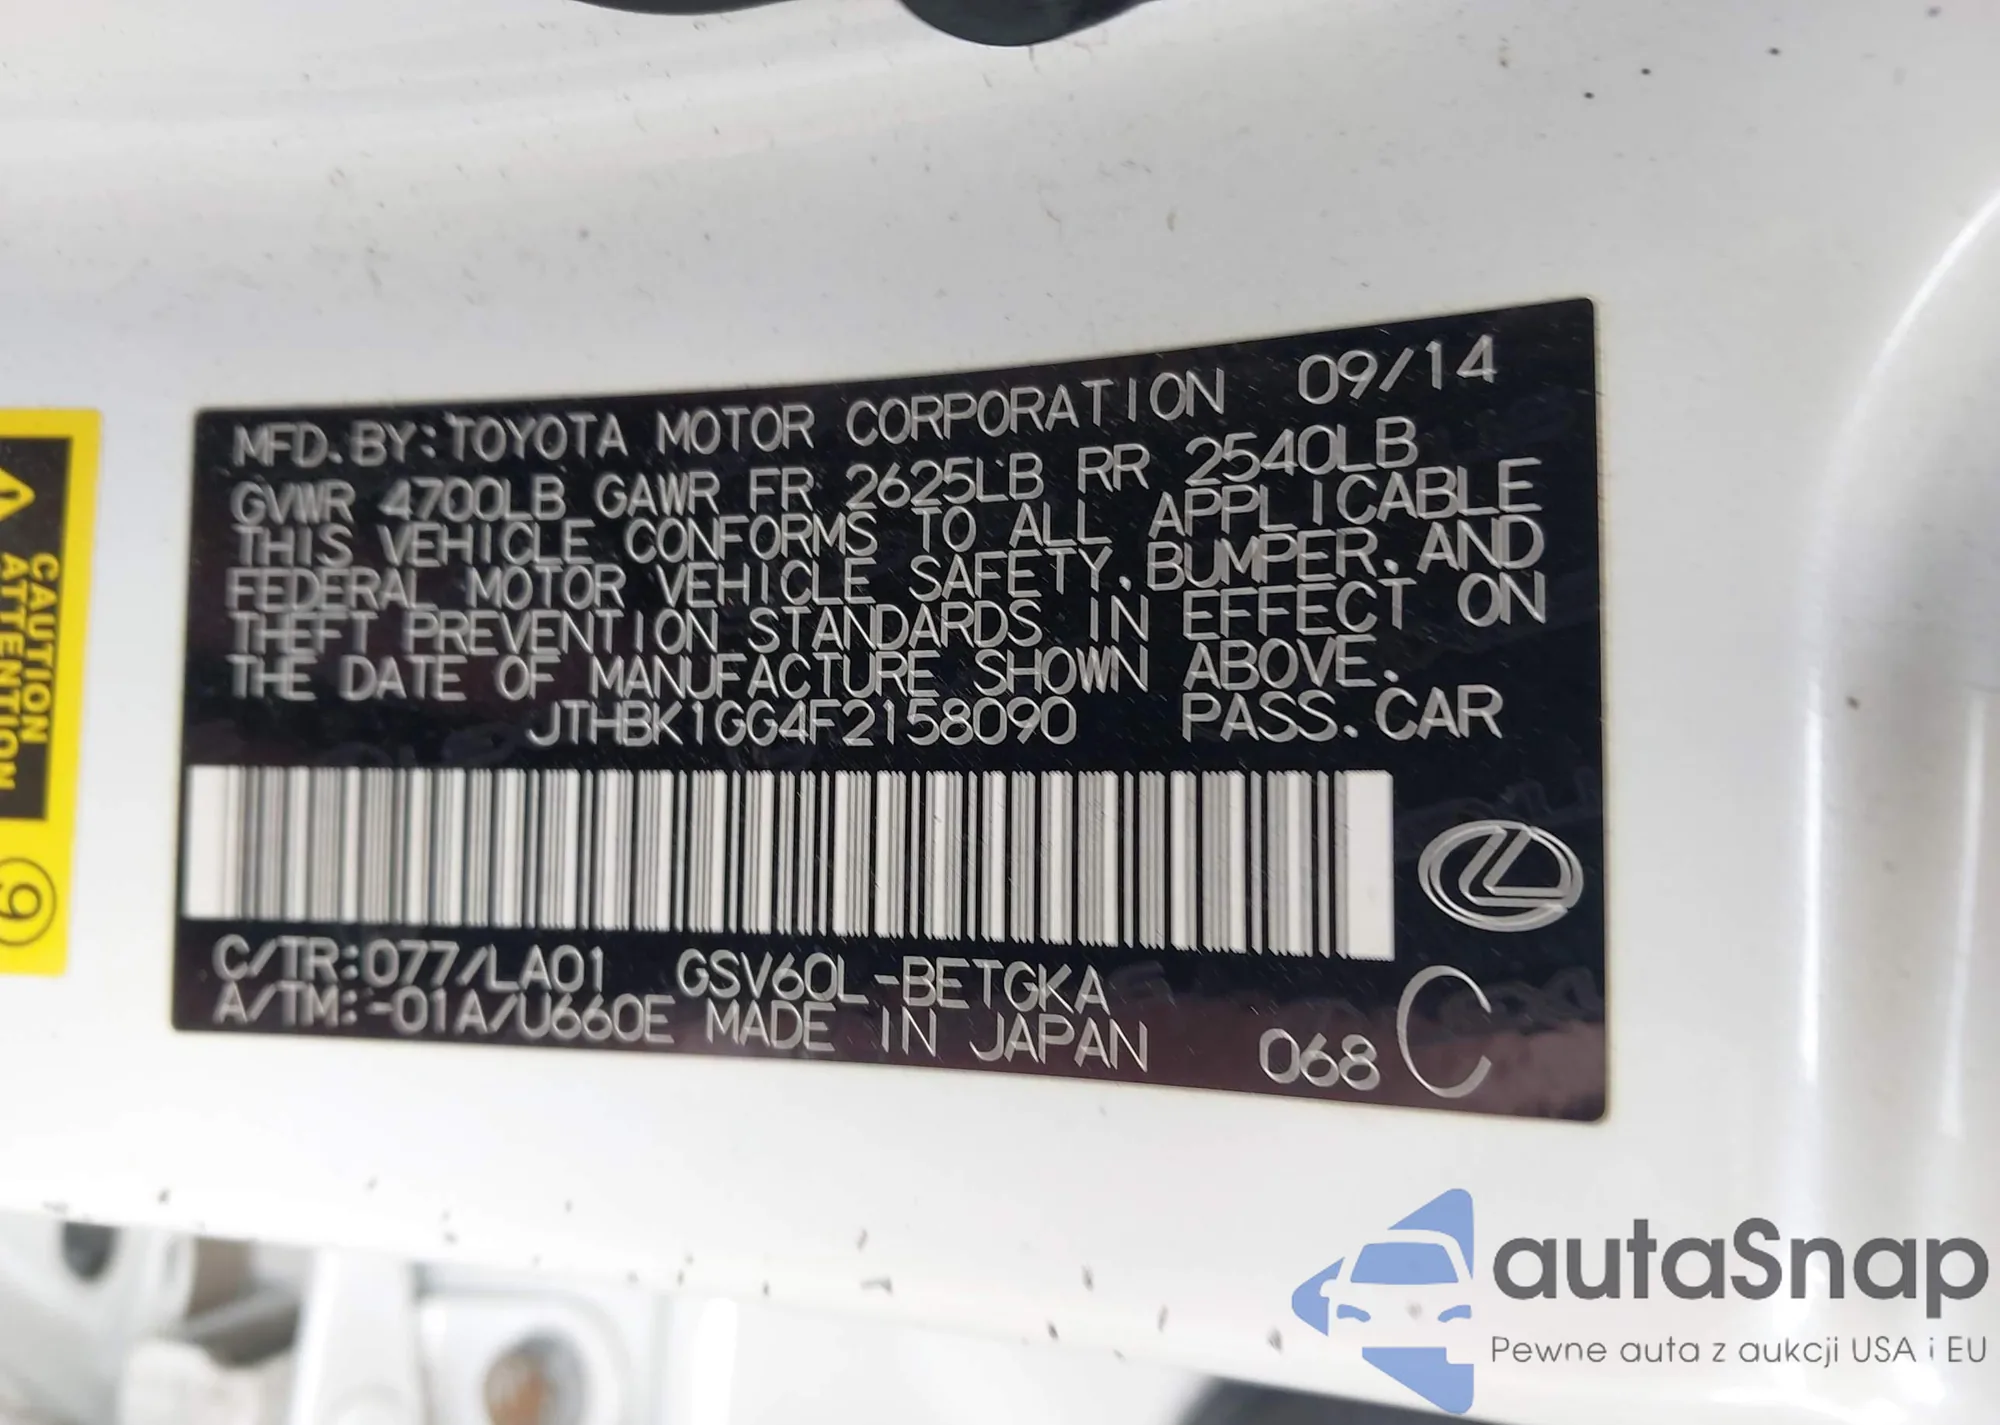 MFD.BY:TOYOTA MOTOR CORPORATION 09/14
GVWR 4700LB GAWR FR 2625LB RR 2540LB
THIS VEHICLE CONFORMS TO ALL APPLICABLE
FEDERAL MOTOR VEHICLE SAFETY, BUMPER, AND
THEFT PREVENTION STANDARDS IN EFFECT ON
THE DATE OF MANUFACTURE SHOWN ABOVE.
JTHBK1GG4F2158090 PASS.CAR
C/TR:077/LA01 GSV60L-BETGKA
A/TM:-01A/U660E MADE IN JAPAN 068 C
CAUTION
ATTENTION
9
autaSnap
Pewne auta z aukcji USA i EU